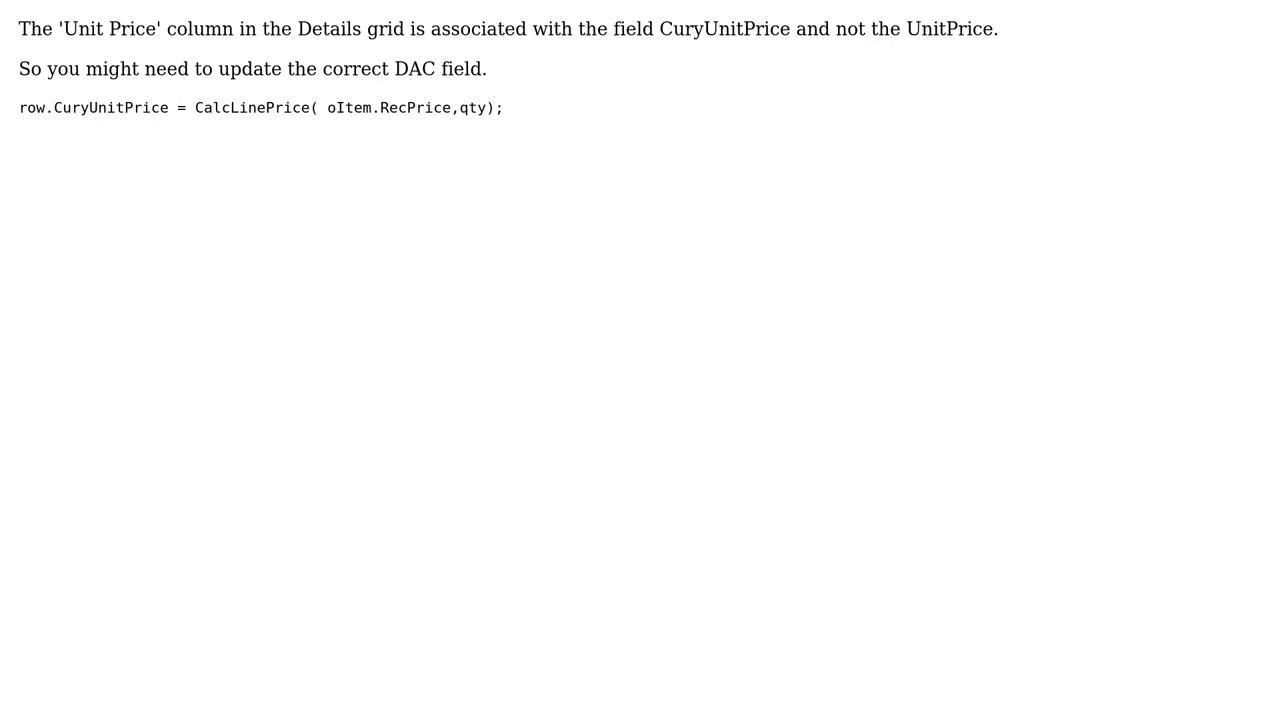 The 'Unit Price' column in the Details grid is associated with the field CuryUnitPrice and not the UnitPrice.
So you might need to update the correct DAC field.
row.CuryUnitPrice = CalcLinePrice( oItem.RecPrice,qty);